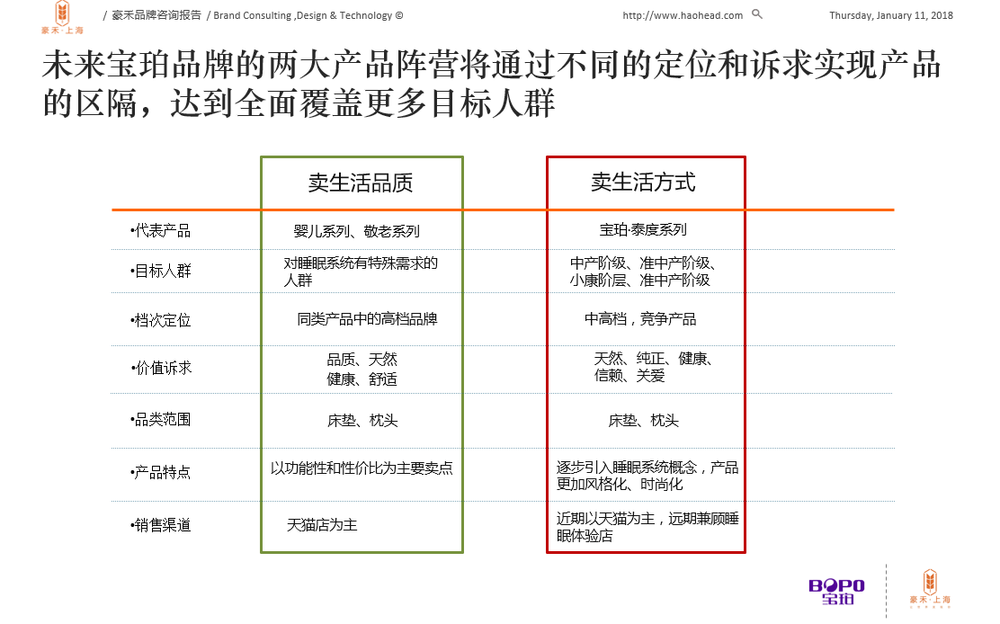 豪禾·上海
/ 豪禾品牌咨询报告 / Brand Consulting ,Design & Technology ©
http://www.haohead.com
Thursday, January 11, 2018
未来宝珀品牌的两大产品阵营将通过不同的定位和诉求实现产品
的区隔，达到全面覆盖更多目标人群
卖生活品质
卖生活方式
•代表产品
婴儿系列、敬老系列
宝珀·泰度系列
•目标人群
对睡眠系统有特殊需求的
人群
中产阶级、准中产阶级、
小康阶层、准中产阶级
•档次定位
同类产品中的高档品牌
中高档，竞争产品
•价值诉求
品质、天然
健康、舒适
天然、纯正、健康、
信赖、关爱
•品类范围
床垫、枕头
床垫、枕头
•产品特点
以功能性和性价比为主要卖点
逐步引入睡眠系统概念，产品
更加风格化、时尚化
•销售渠道
天猫店为主
近期以天猫为主，远期兼顾睡
眠体验店
BOPO
宝珀
豪禾·上海